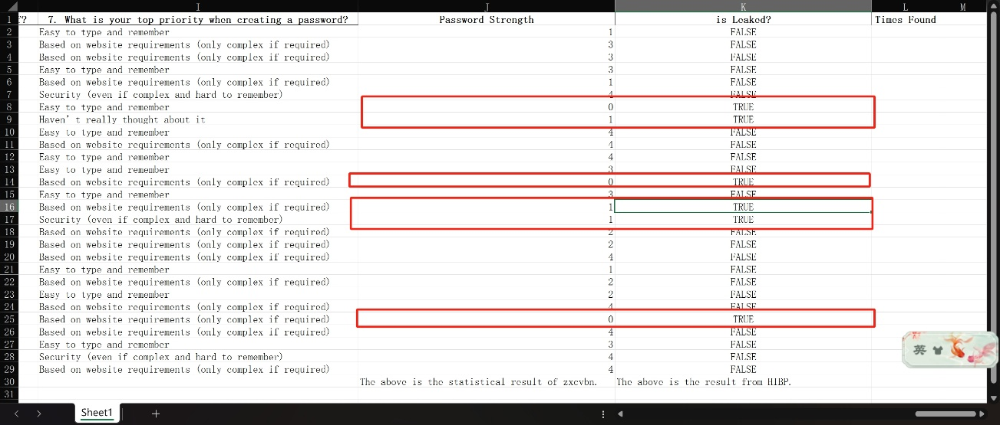 I J K L M
1 ?? 7. What is your top priority when creating a password? Password Strength is Leaked? Times Found
2 Easy to type and remember 1 FALSE
3 Based on website requirements (only complex if required) 3 FALSE
4 Based on website requirements (only complex if required) 3 FALSE
5 Easy to type and remember 3 FALSE
6 Based on website requirements (only complex if required) 1 FALSE
7 Security (even if complex and hard to remember) 4 FALSE
8 Easy to type and remember 0 TRUE
9 Haven't really thought about it 1 TRUE
10 Easy to type and remember 4 FALSE
11 Based on website requirements (only complex if required) 4 FALSE
12 Easy to type and remember 4 FALSE
13 Easy to type and remember 3 FALSE
14 Based on website requirements (only complex if required) 0 TRUE
15 Easy to type and remember 3 FALSE
16 Based on website requirements (only complex if required) 1 TRUE
17 Security (even if complex and hard to remember) 1 TRUE
18 Based on website requirements (only complex if required) 2 FALSE
19 Based on website requirements (only complex if required) 2 FALSE
20 Based on website requirements (only complex if required) 4 FALSE
21 Easy to type and remember 1 FALSE
22 Based on website requirements (only complex if required) 2 FALSE
23 Easy to type and remember 2 FALSE
24 Based on website requirements (only complex if required) 4 FALSE
25 Based on website requirements (only complex if required) 0 TRUE
26 Based on website requirements (only complex if required) 4 FALSE
27 Easy to type and remember 3 FALSE
28 Security (even if complex and hard to remember) 4 FALSE
29 Based on website requirements (only complex if required) 4 FALSE
30 The above is the statistical result of zxcvbn. The above is the result from HIBP.
31
英
Sheet1